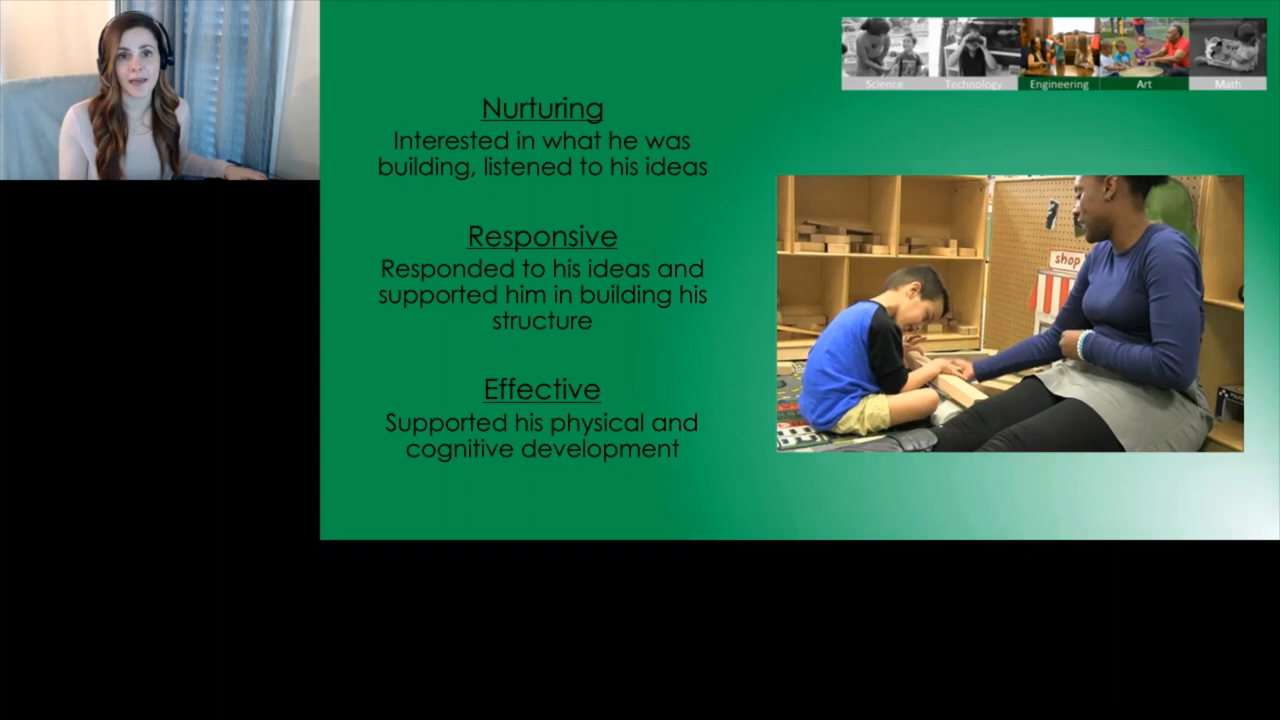 Science Technology Engineering Art Math
Nurturing
Interested in what he was
building, listened to his ideas
Responsive
Responded to his ideas and
supported him in building his
structure
Effective
Supported his physical and
cognitive development
shop